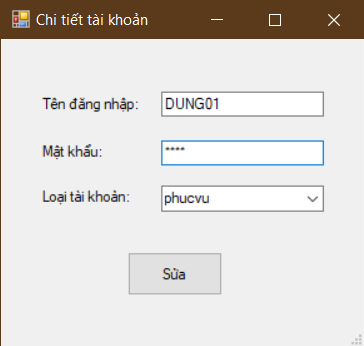 Chi tiết tài khoản
Tên đăng nhập: DUNG01
Mật khẩu: ****
Loại tài khoản: phucvu
Sửa